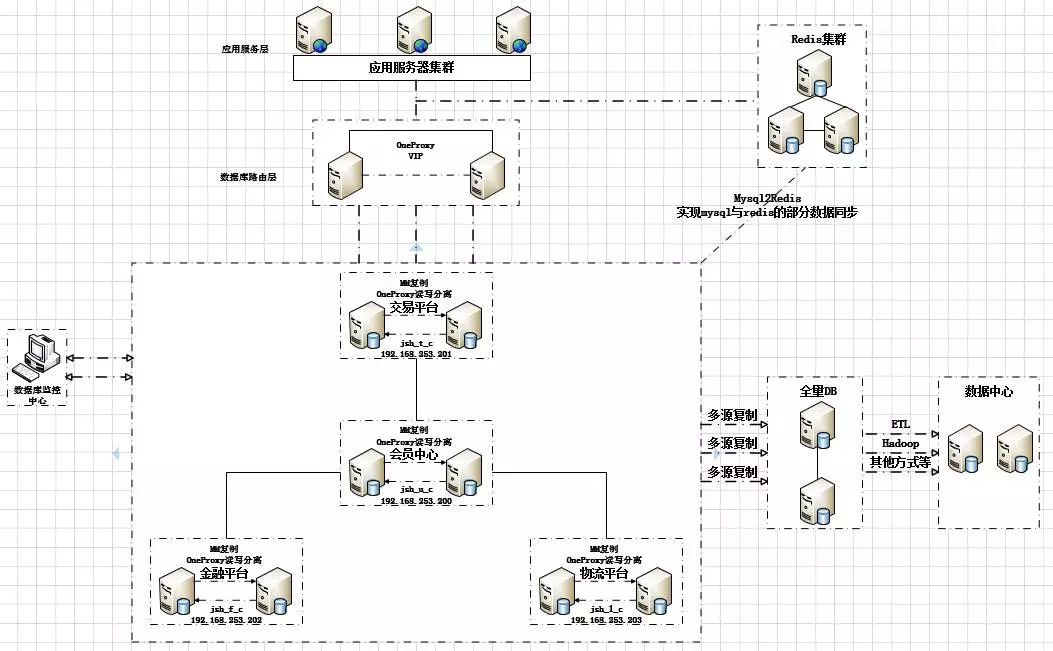 应用服务层
应用服务器集群
Redis集群
OneProxy
VIP
数据库路由层
Mysql2Redis
实现mysql与redis的部分数据同步
MM复制
OneProxy读写分离
交易平台
jsh_t_c
192.168.253.201
数据库监控
中心
MM复制
OneProxy读写分离
会员中心
jsh_u_c
192.168.253.200
MM复制
OneProxy读写分离
金融平台
jsh_f_c
192.168.253.202
MM复制
OneProxy读写分离
物流平台
jsh_l_c
192.168.253.203
多源复制
多源复制
多源复制
全量DB
ETL
Hadoop
其他方式等
数据中心